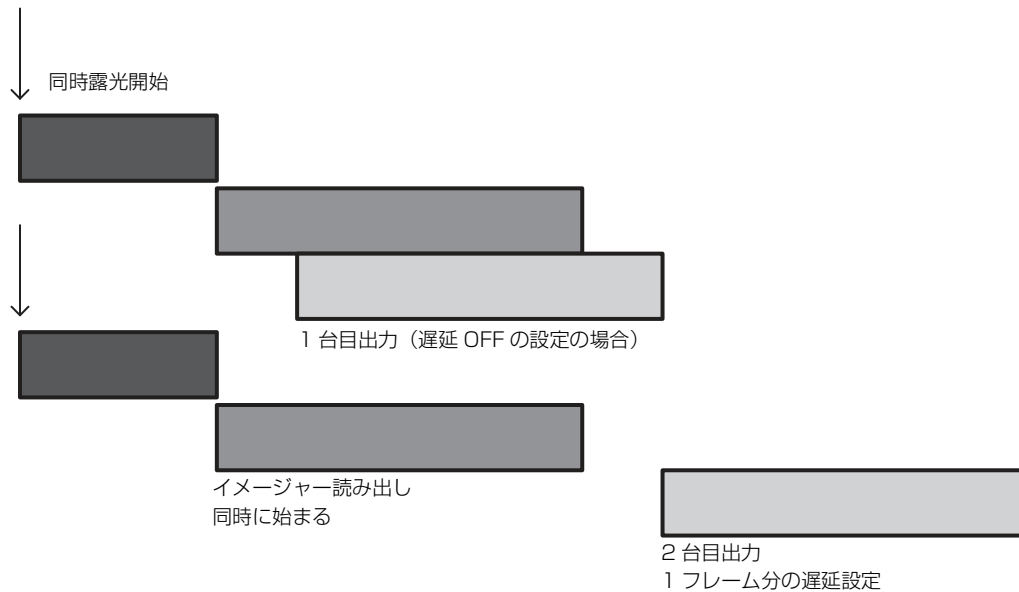 同時露光開始
1 台目出力（遅延 OFF の設定の場合）
イメージャー読み出し
同時に始まる
2 台目出力
1 フレーム分の遅延設定